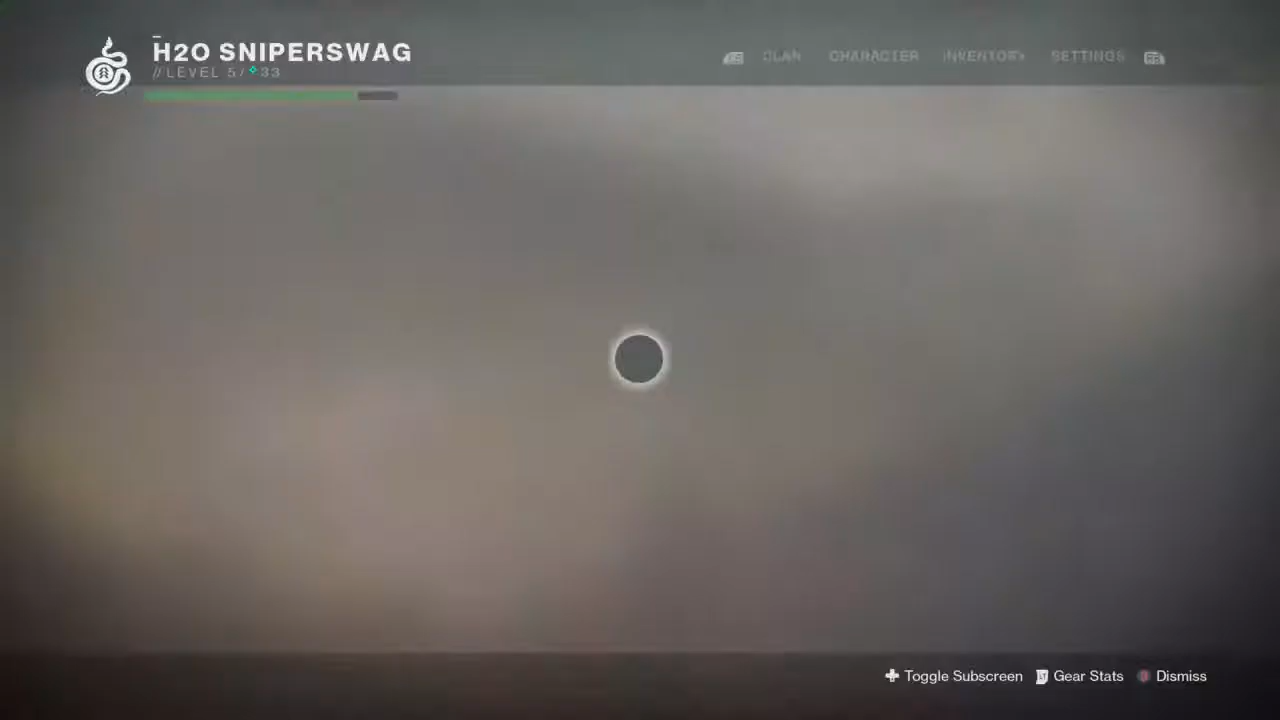 H2O SNIPERSWAG
//LEVEL 5/✧33
CLAN CHARACTER INVENTORY SETTINGS
Toggle Subscreen Gear Stats Dismiss